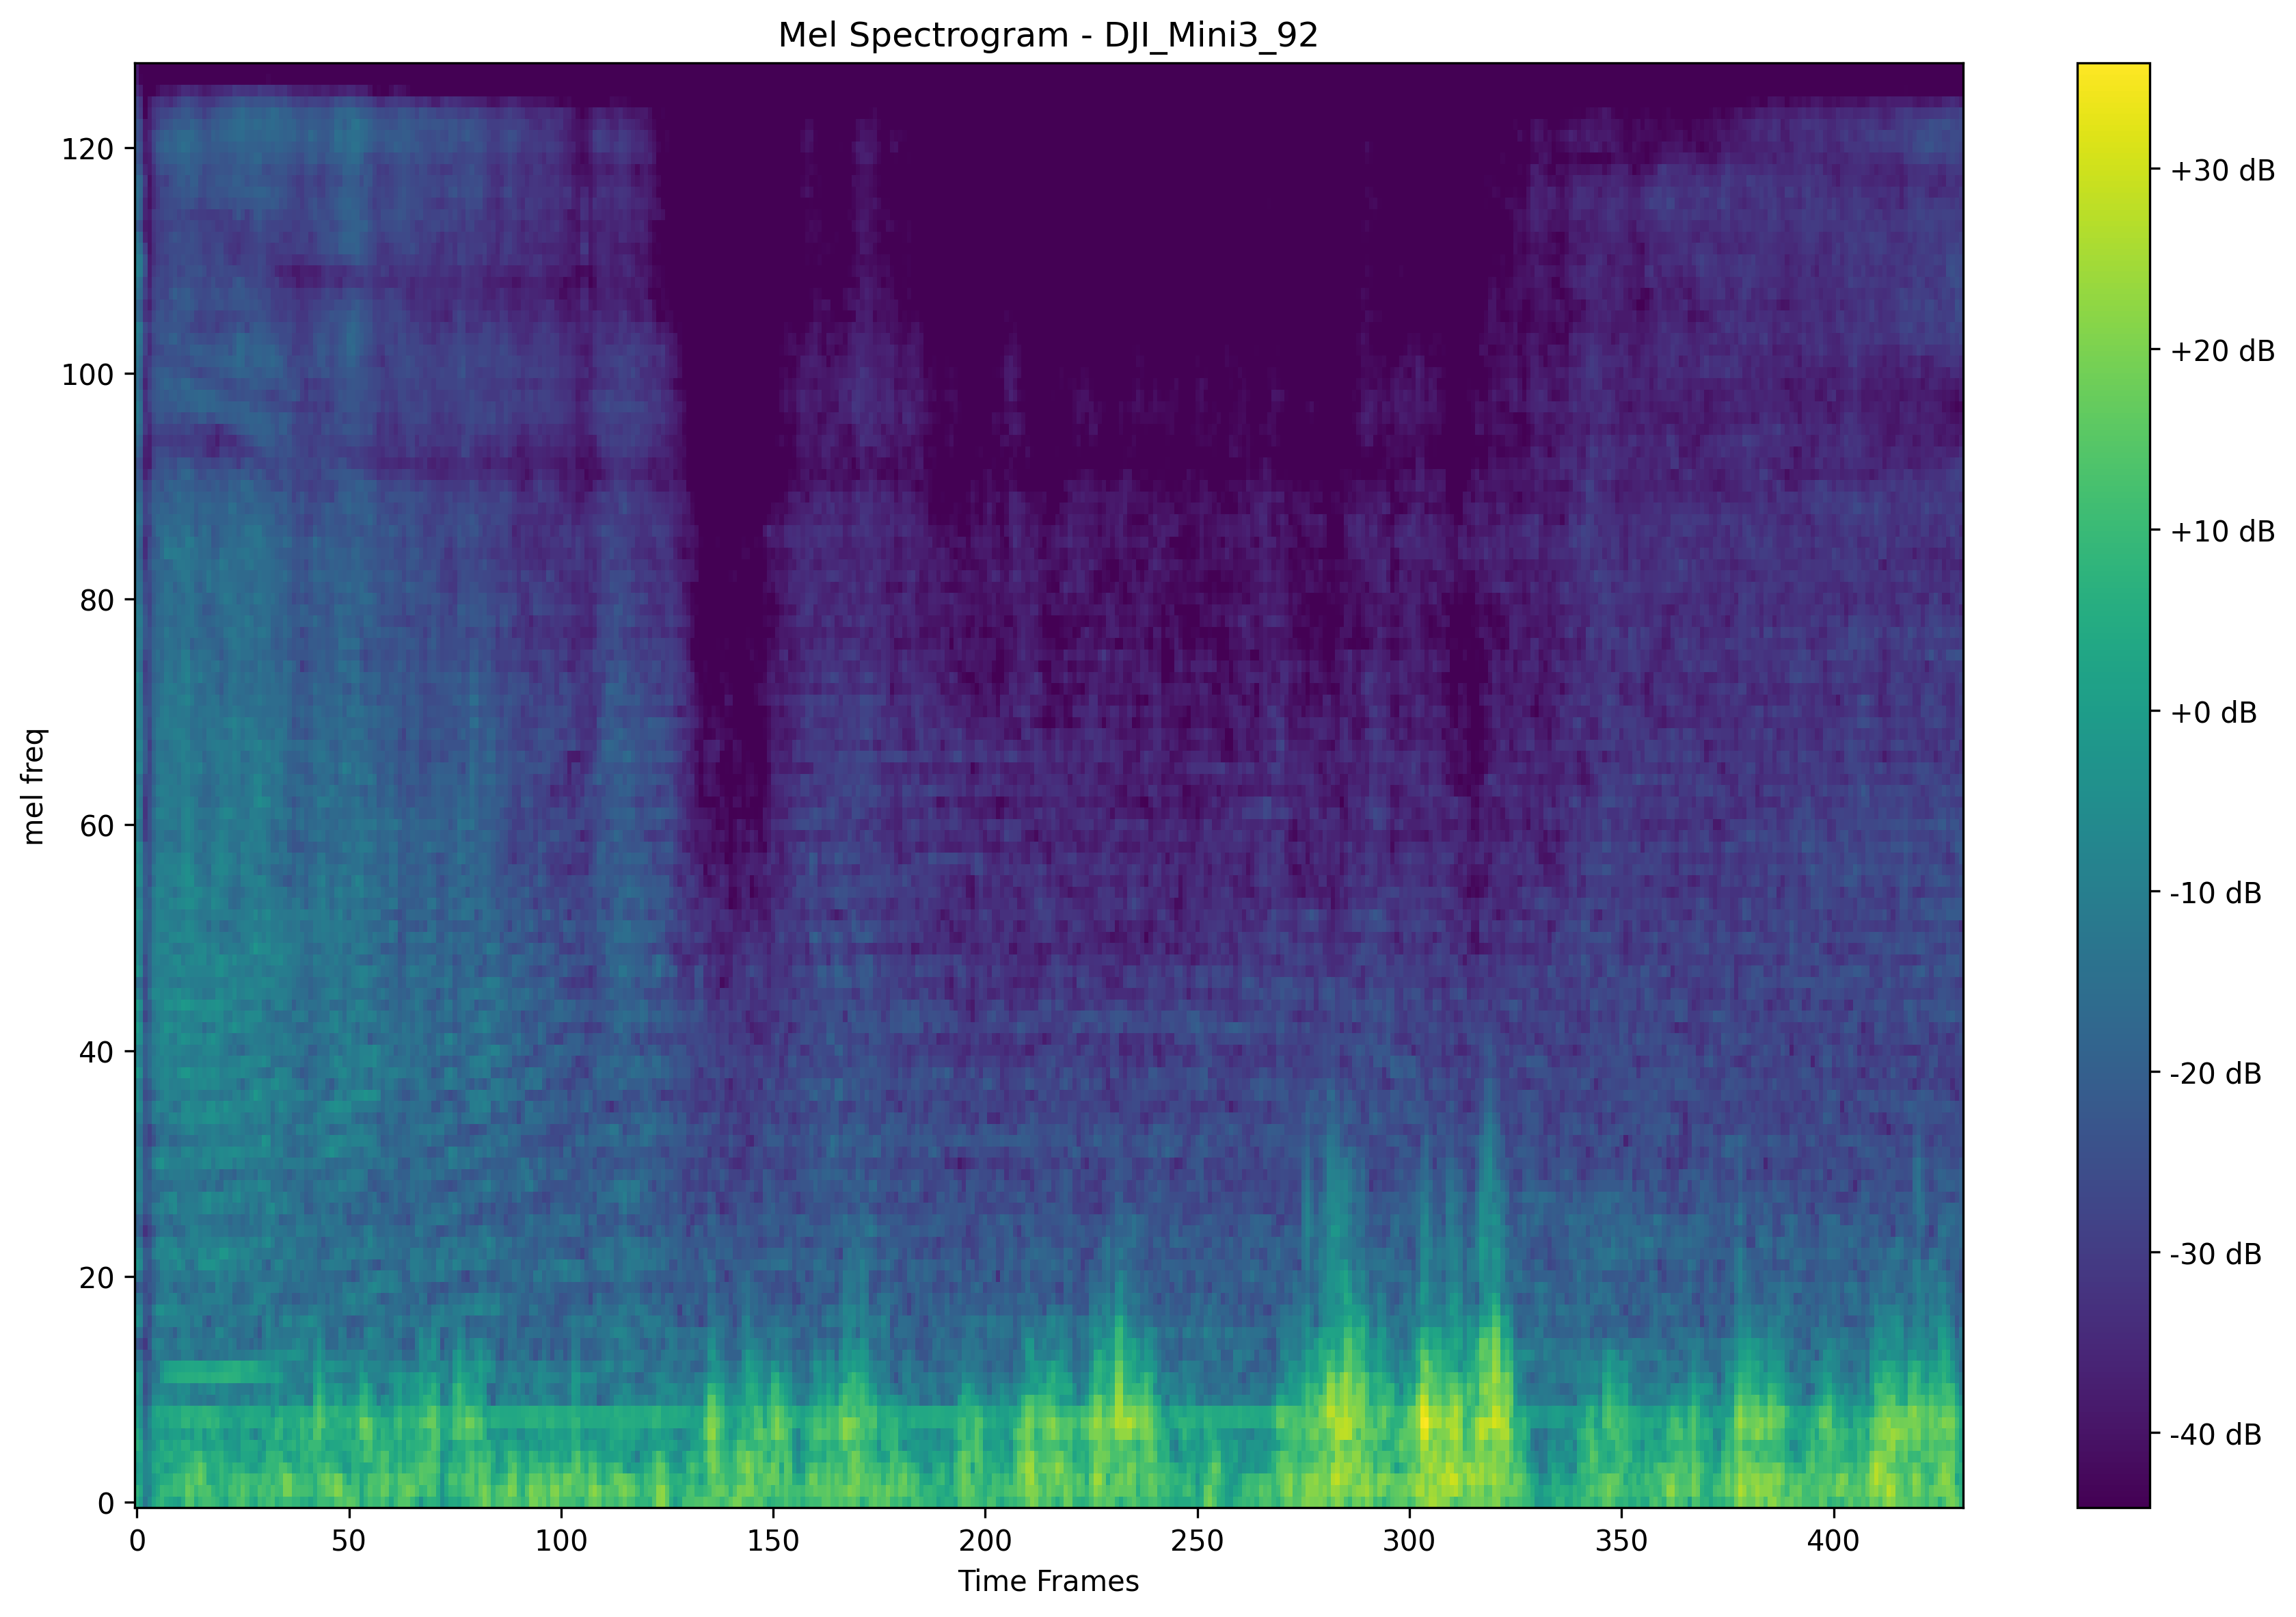 Mel Spectrogram - DJI_Mini3_92
120
100
80
60
40
20
0
mel freq
0 50 100 150 200 250 300 350 400
Time Frames
+30 dB
+20 dB
+10 dB
+0 dB
-10 dB
-20 dB
-30 dB
-40 dB